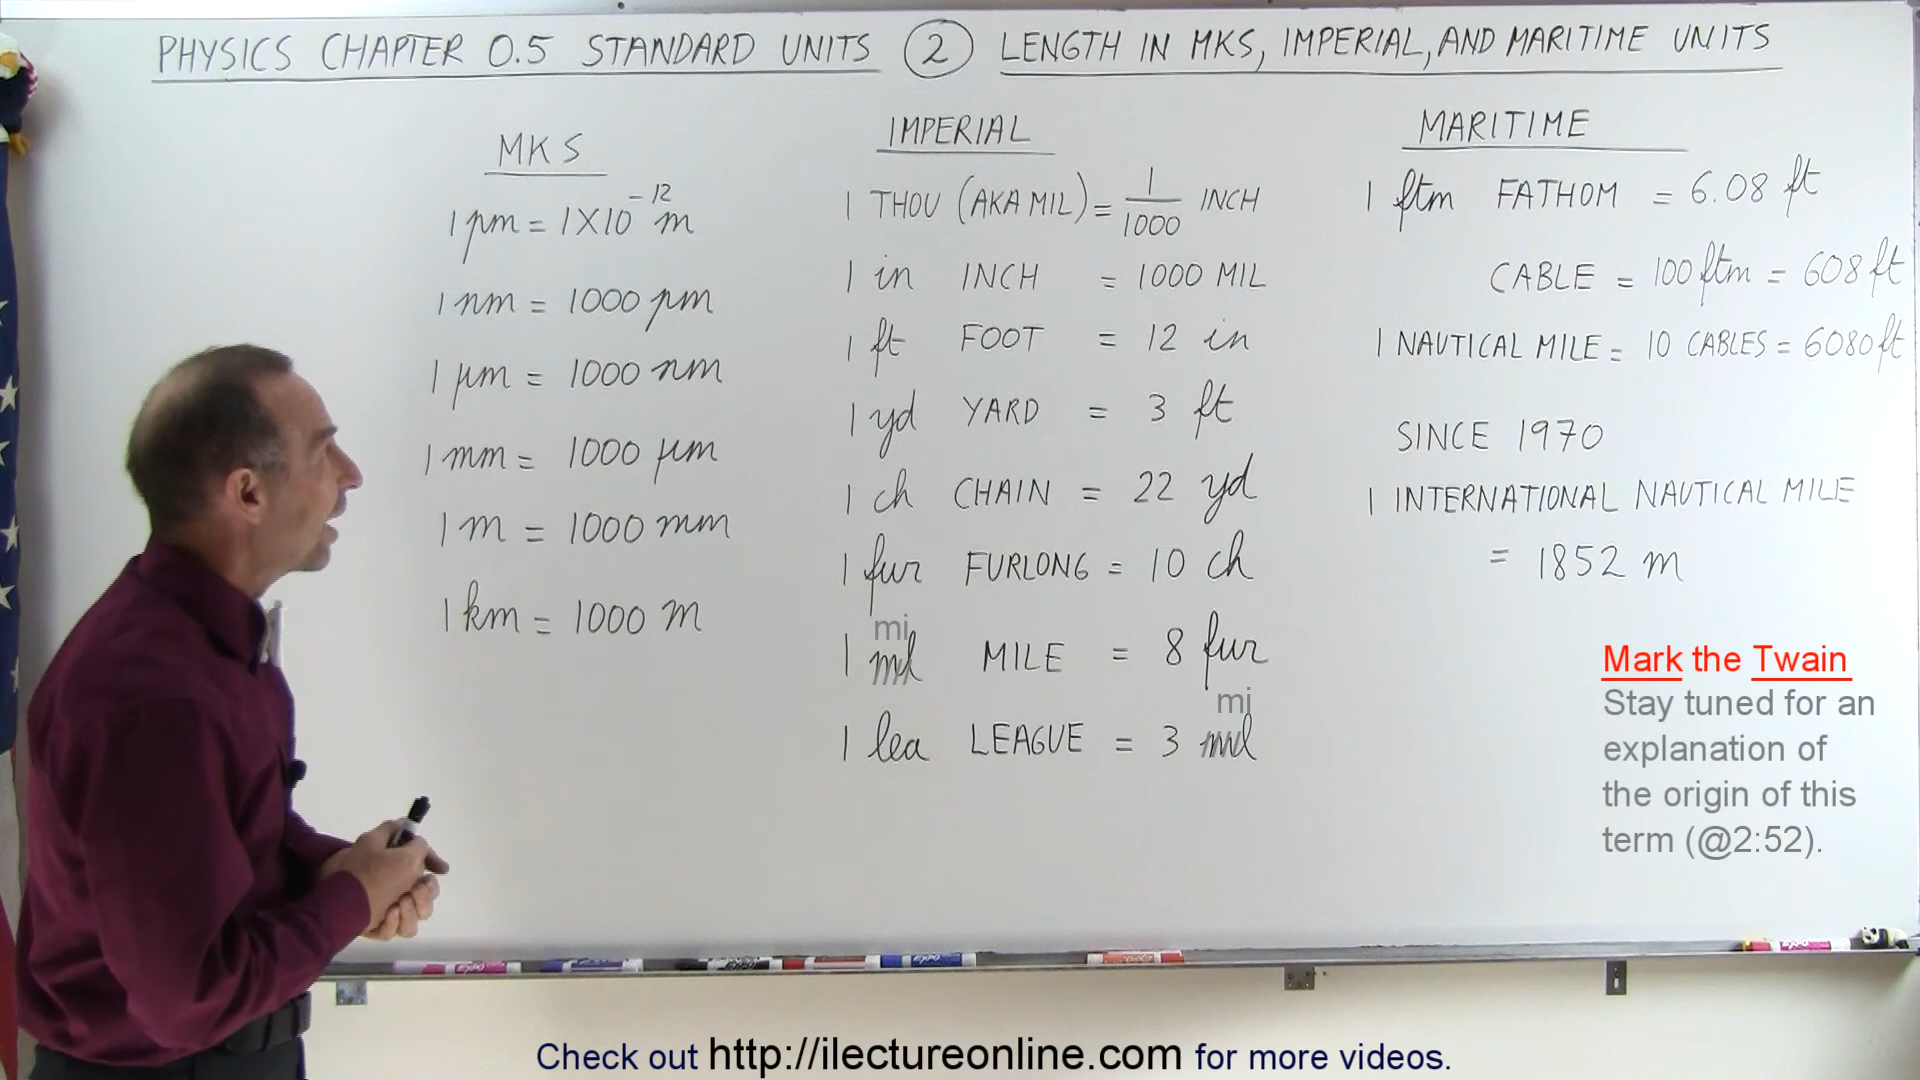 PHYSICS CHAPTER 0.5 STANDARD UNITS ② LENGTH IN MKS, IMPERIAL, AND MARITIME UNITS
MKS
1 pm = 1X10⁻¹² m
1 nm = 1000 pm
1 μm = 1000 nm
1 mm = 1000 μm
1 m = 1000 mm
1 km = 1000 m
IMPERIAL
1 THOU (AKA MIL) = 1/1000 INCH
1 in INCH = 1000 MIL
1 ft FOOT = 12 in
1 yd YARD = 3 ft
1 ch CHAIN = 22 yd
1 fur FURLONG = 10 ch
1 mi MILE = 8 fur
1 lea LEAGUE = 3 mi
MARITIME
1 ftm FATHOM = 6.08 ft
CABLE = 100 ftm = 608 ft
1 NAUTICAL MILE = 10 CABLES = 6080 ft
SINCE 1970
1 INTERNATIONAL NAUTICAL MILE
= 1852 m
Mark the Twain
Stay tuned for an
explanation of
the origin of this
term (@2:52).
EXPO
EXPO
Check out http://ilectureonline.com for more videos.